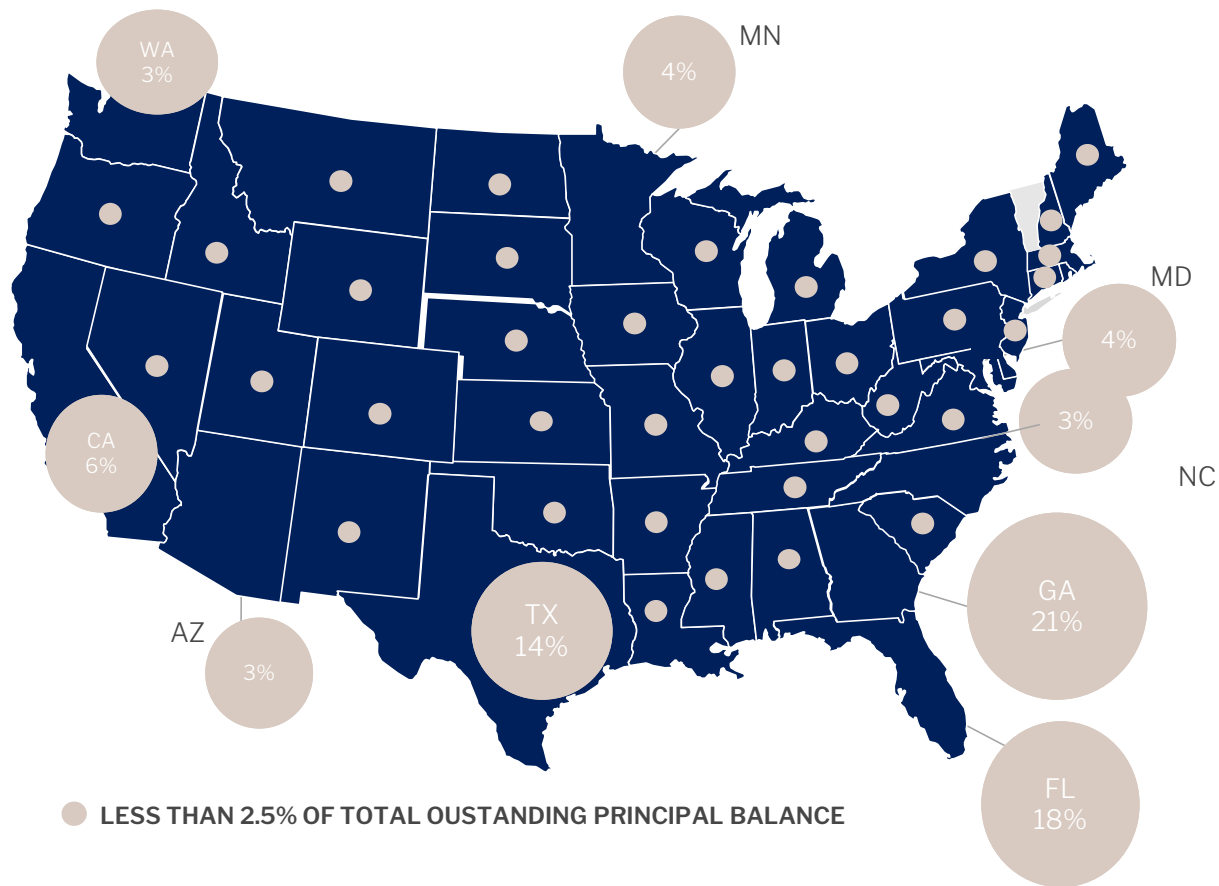 MN
WA
3%
4%
MD
4%
3%
CA
6%
NC
GA
21%
TX
14%
AZ
3%
FL
18%
LESS THAN 2.5% OF TOTAL OUSTANDING PRINCIPAL BALANCE